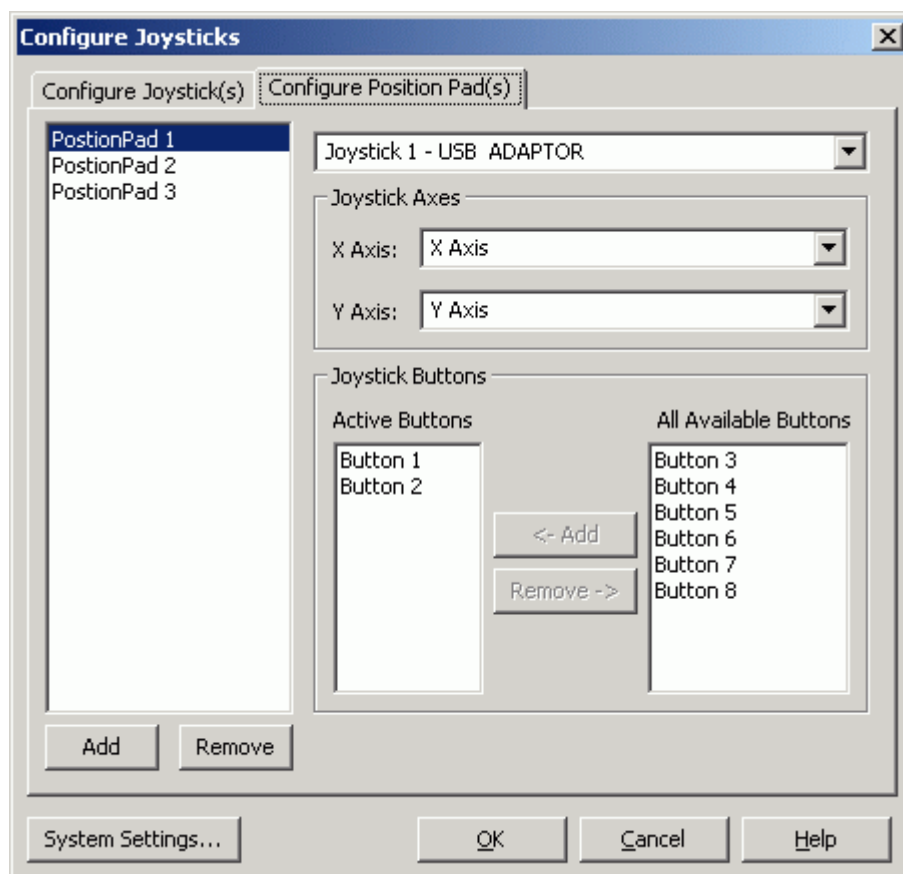 Configure Joysticks
Configure Joystick(s)
Configure Position Pad(s)
PostionPad 1
PostionPad 2
PostionPad 3
Add
Remove
Joystick 1 - USB  ADAPTOR
Joystick Axes
X Axis: X Axis
Y Axis: Y Axis
Joystick Buttons
Active Buttons
Button 1
Button 2
<- Add
Remove ->
All Available Buttons
Button 3
Button 4
Button 5
Button 6
Button 7
Button 8
System Settings...
OK
Cancel
Help